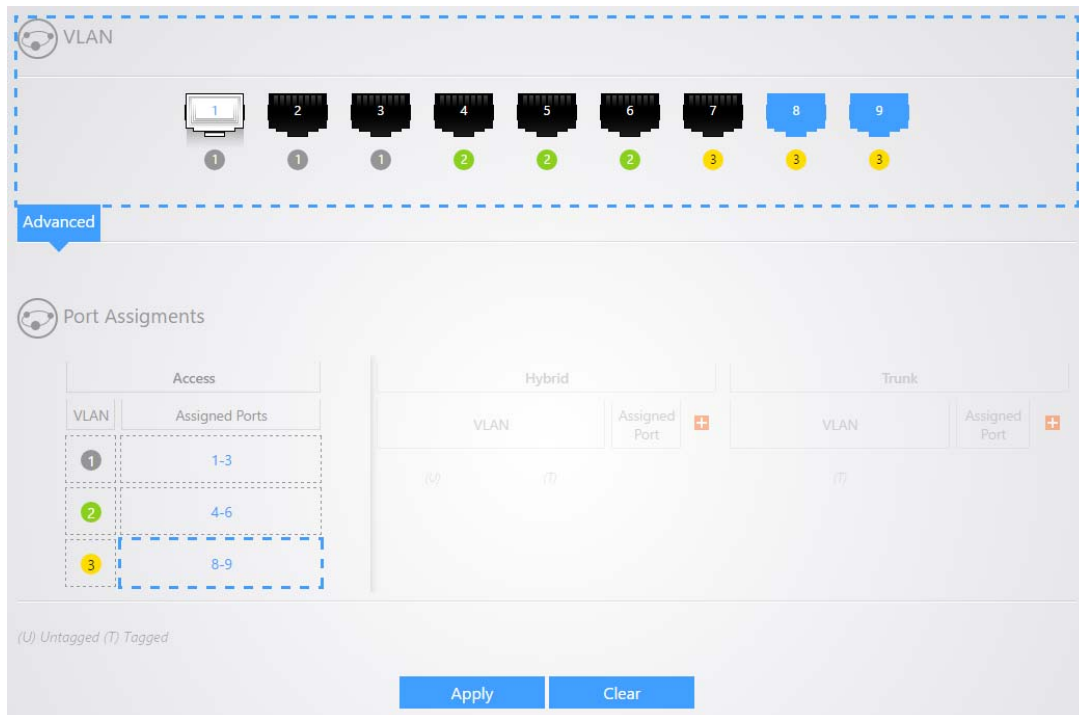 VLAN
1 2 3 4 5 6 7 8 9
1 1 1 2 2 2 3 3 3
Advanced
Port Assigments
Access Hybrid Trunk
VLAN Assigned Ports VLAN Assigned Port VLAN Assigned Port
1 1-3
(U) (T) (T)
2 4-6
3 8-9
(U) Untagged (T) Tagged
Apply Clear